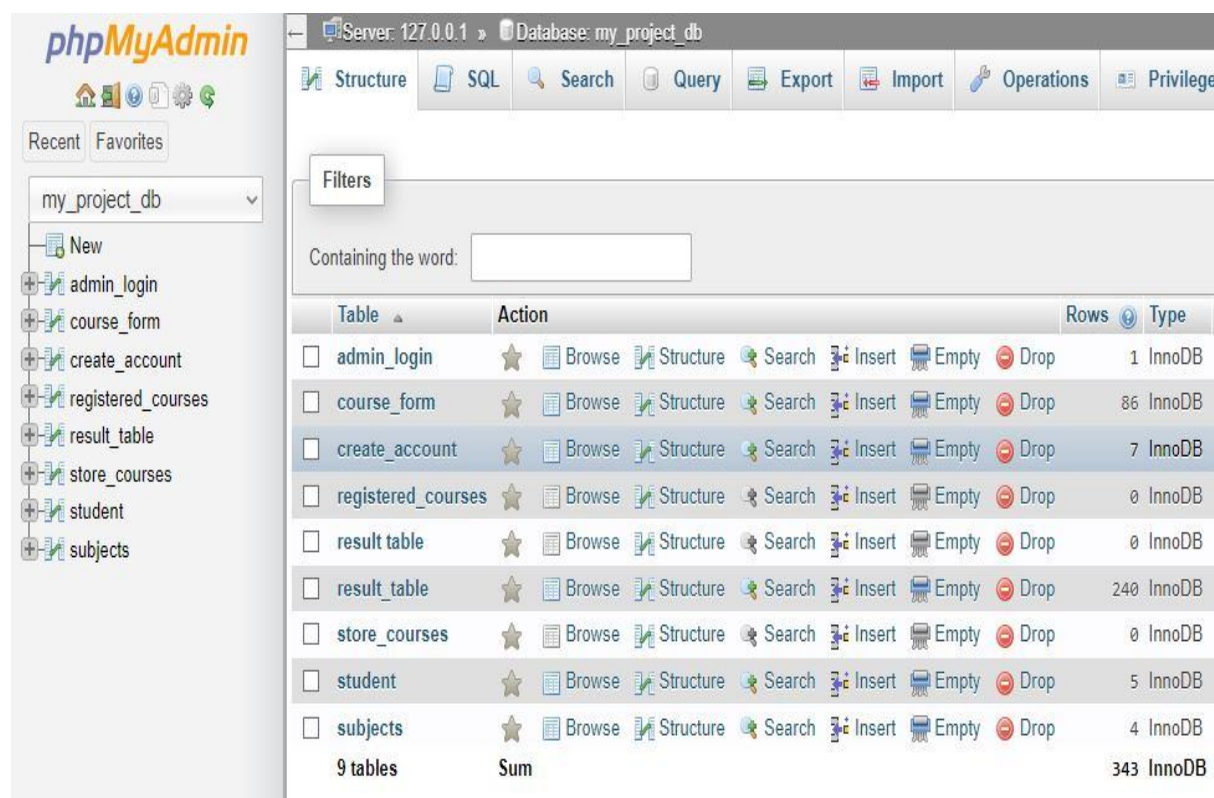 phpMyAdmin
Recent Favorites
my_project_db
New
admin_login
course_form
create_account
registered_courses
result_table
store_courses
student
subjects
Server: 127.0.0.1 » Database: my_project_db
Structure SQL Search Query Export Import Operations Privilege
Filters
Containing the word:
Table Action Rows Type
admin_login Browse Structure Search Insert Empty Drop 1 InnoDB
course_form Browse Structure Search Insert Empty Drop 86 InnoDB
create_account Browse Structure Search Insert Empty Drop 7 InnoDB
registered_courses Browse Structure Search Insert Empty Drop 0 InnoDB
result table Browse Structure Search Insert Empty Drop 0 InnoDB
result_table Browse Structure Search Insert Empty Drop 240 InnoDB
store_courses Browse Structure Search Insert Empty Drop 0 InnoDB
student Browse Structure Search Insert Empty Drop 5 InnoDB
subjects Browse Structure Search Insert Empty Drop 4 InnoDB
9 tables Sum 343 InnoDB